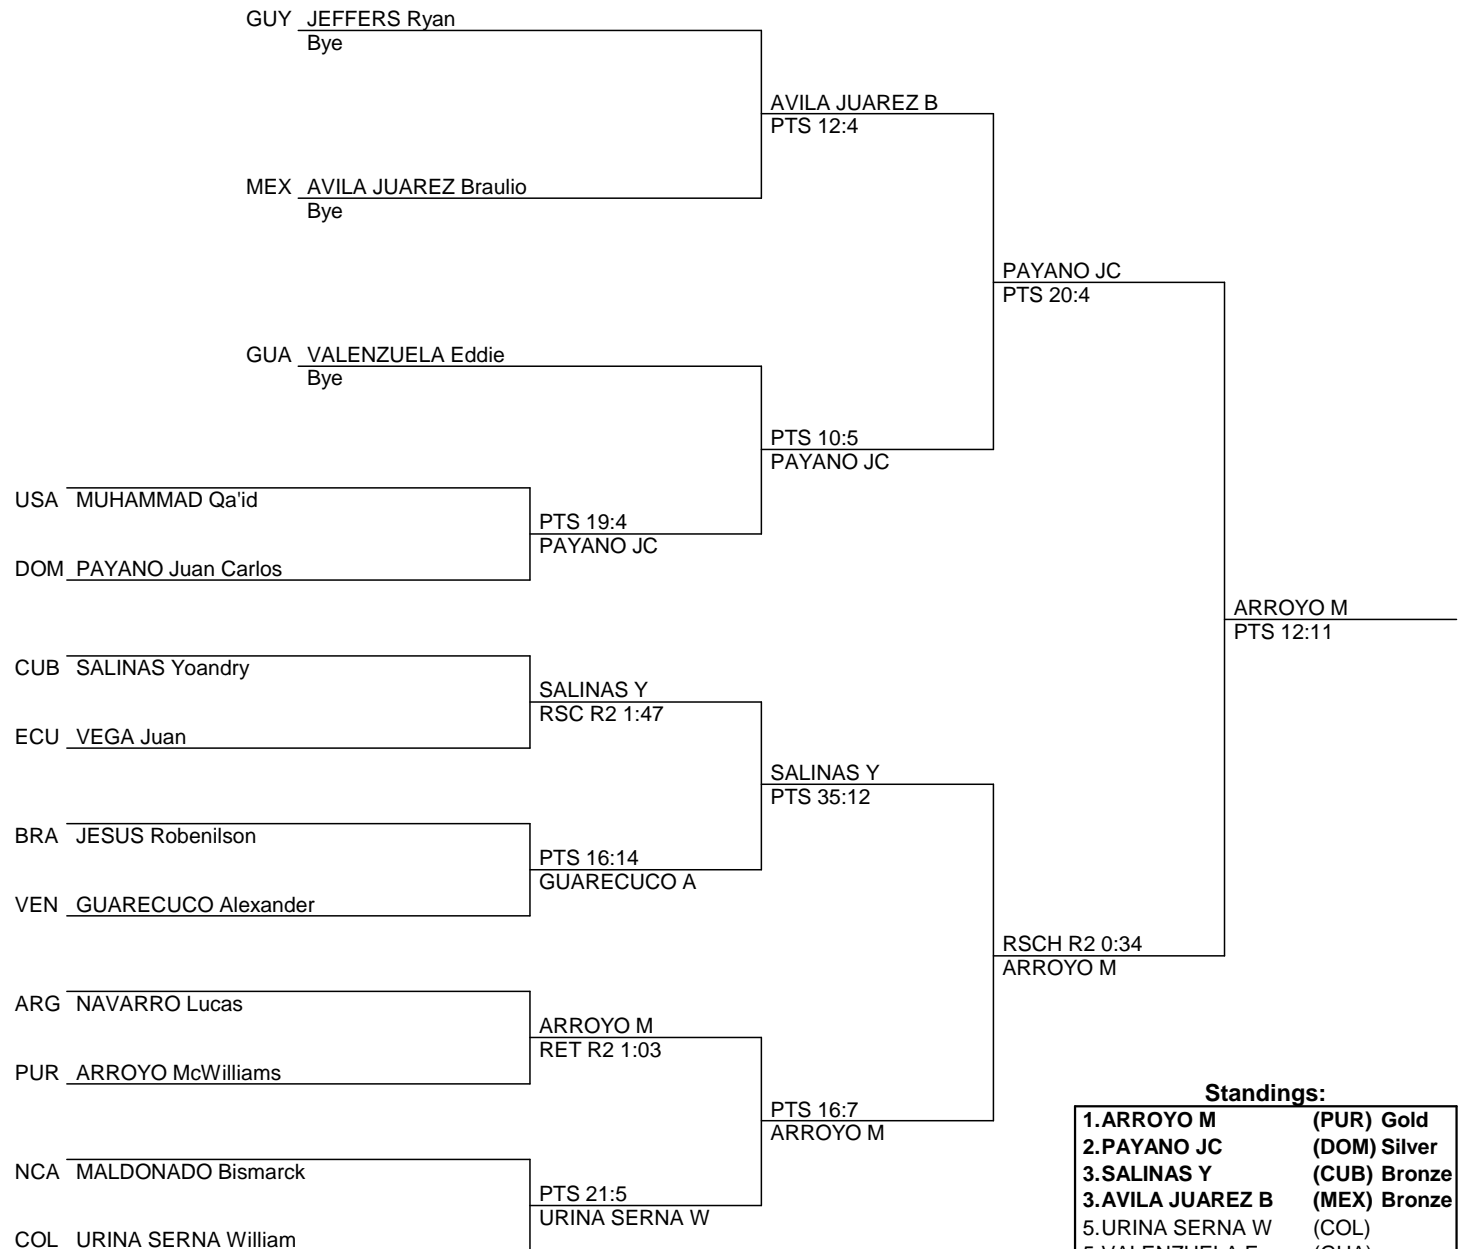 GUY JEFFERS Ryan
Bye
AVILA JUAREZ B
PTS 12:4
MEX AVILA JUAREZ Braulio
Bye
PAYANO JC
PTS 20:4
GUA VALENZUELA Eddie
Bye
PTS 10:5
PAYANO JC
USA MUHAMMAD Qa'id
PTS 19:4
PAYANO JC
DOM PAYANO Juan Carlos
ARROYO M
PTS 12:11
CUB SALINAS Yoandry
SALINAS Y
RSC R2 1:47
ECU VEGA Juan
SALINAS Y
PTS 35:12
BRA JESUS Robenilson
PTS 16:14
GUARECUCO A
VEN GUARECUCO Alexander
RSCH R2 0:34
ARROYO M
ARG NAVARRO Lucas
ARROYO M
RET R2 1:03
PUR ARROYO McWilliams
PTS 16:7
ARROYO M
NCA MALDONADO Bismarck
PTS 21:5
URINA SERNA W
COL URINA SERNA William
Standings:
1.ARROYO M (PUR) Gold
2.PAYANO JC (DOM) Silver
3.SALINAS Y (CUB) Bronze
3.AVILA JUAREZ B (MEX) Bronze
5.URINA SERNA W (COL)
5.VALENZUELA E (GUA)